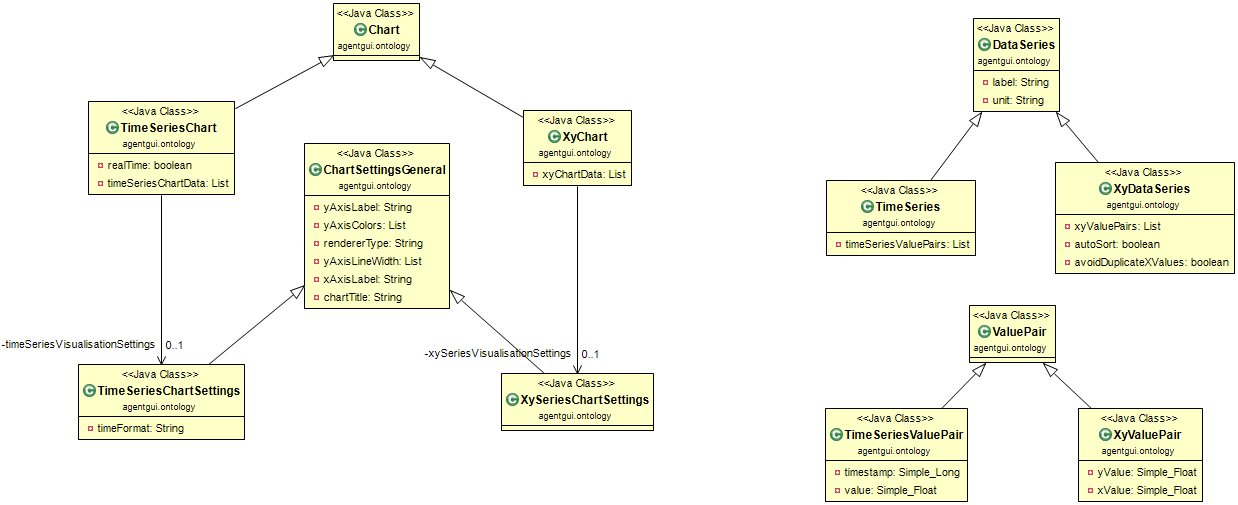 <<Java Class>>
Chart
agentgui.ontology
<<Java Class>>
TimeSeriesChart
agentgui.ontology
realTime: boolean
timeSeriesChartData: List
<<Java Class>>
ChartSettingsGeneral
agentgui.ontology
yAxisLabel: String
yAxisColors: List
rendererType: String
yAxisLineWidth: List
xAxisLabel: String
chartTitle: String
<<Java Class>>
XyChart
agentgui.ontology
xyChartData: List
-timeSeriesVisualisationSettings 0..1
-xySeriesVisualisationSettings 0..1
<<Java Class>>
TimeSeriesChartSettings
agentgui.ontology
timeFormat: String
<<Java Class>>
XySeriesChartSettings
agentgui.ontology
<<Java Class>>
DataSeries
agentgui.ontology
label: String
unit: String
<<Java Class>>
TimeSeries
agentgui.ontology
timeSeriesValuePairs: List
<<Java Class>>
XyDataSeries
agentgui.ontology
xyValuePairs: List
autoSort: boolean
avoidDuplicateXValues: boolean
<<Java Class>>
ValuePair
agentgui.ontology
<<Java Class>>
TimeSeriesValuePair
agentgui.ontology
timestamp: Simple_Long
value: Simple_Float
<<Java Class>>
XyValuePair
agentgui.ontology
yValue: Simple_Float
xValue: Simple_Float